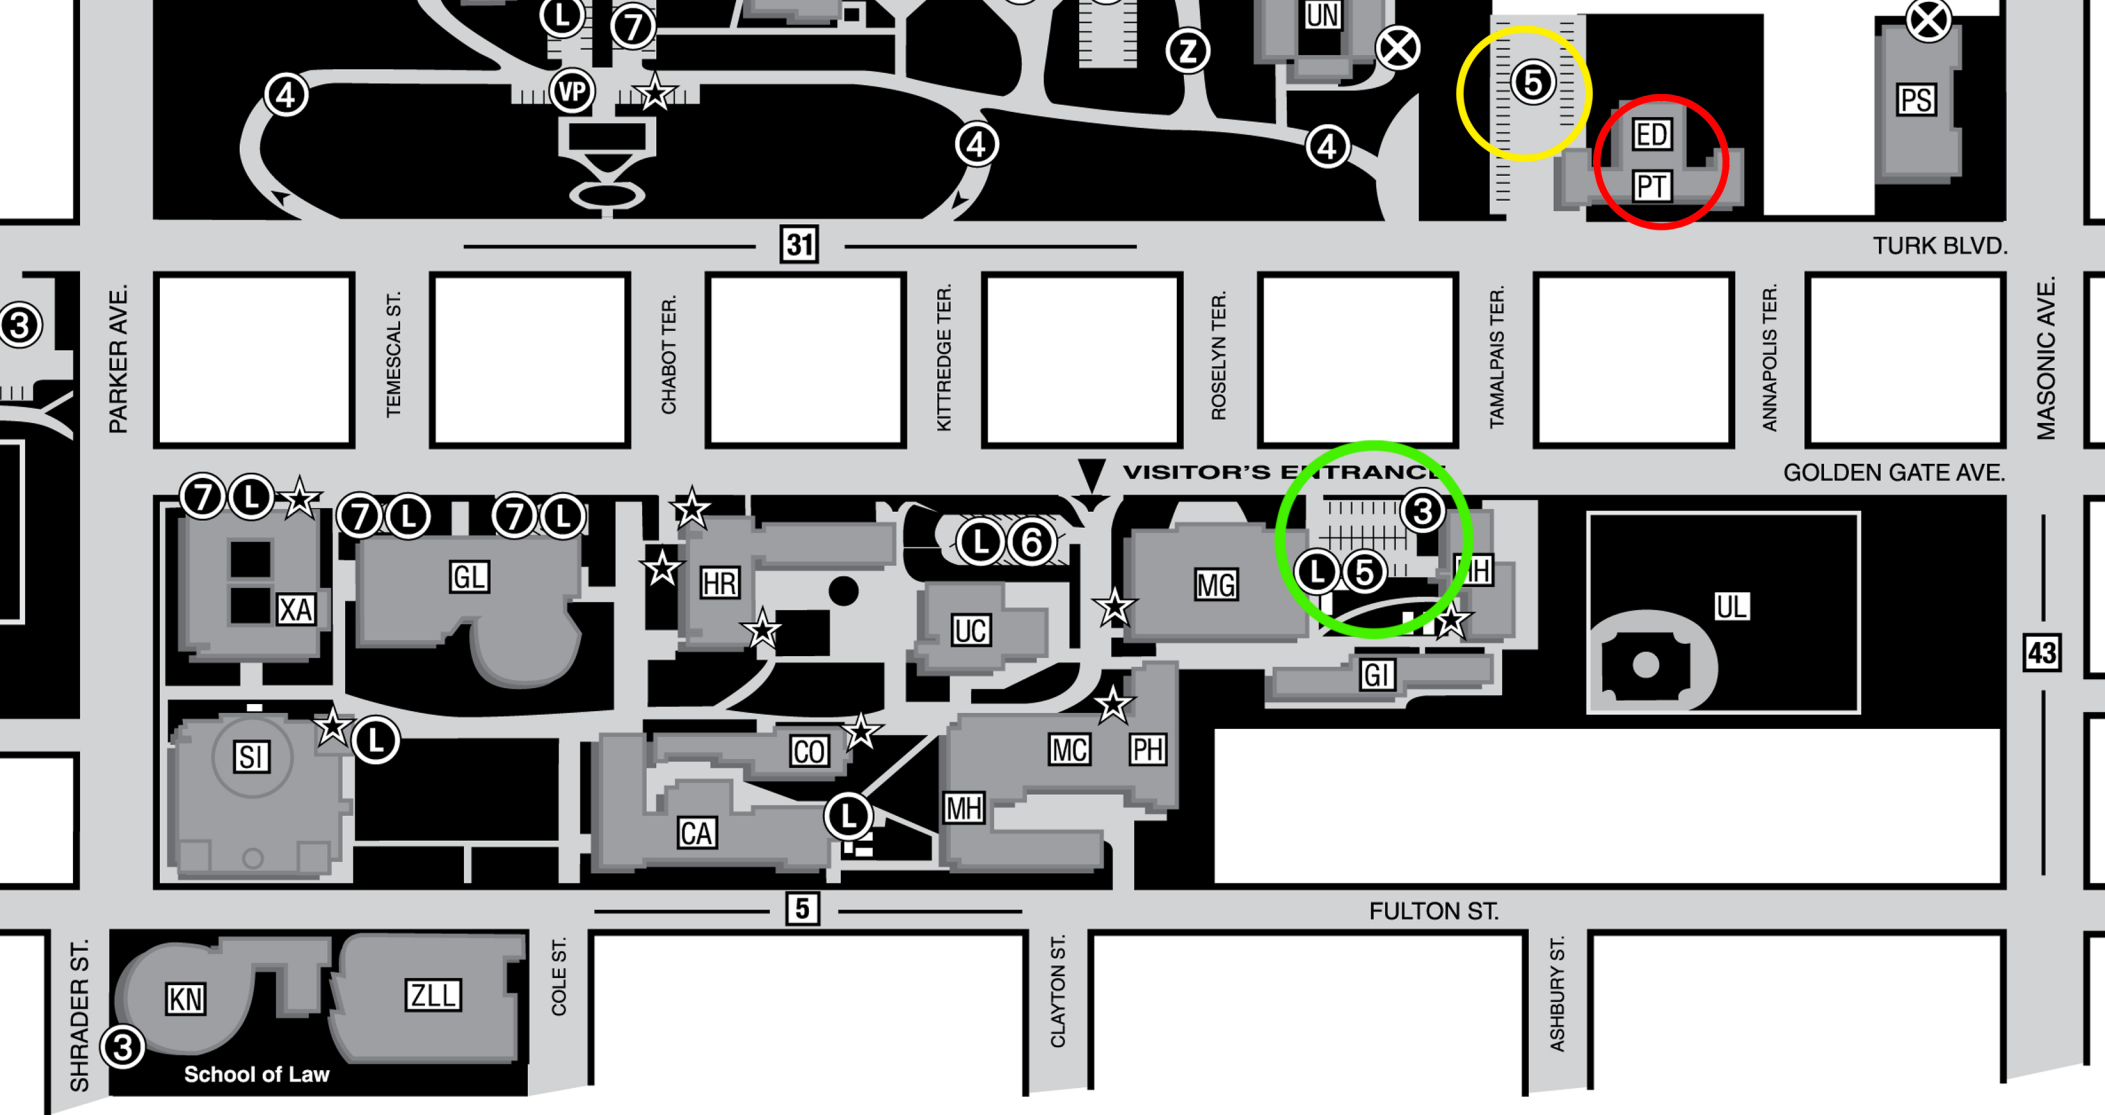 L
7
UN
5
PS
4
VP
Z
ED
4
4
PT
31
TURK BLVD.
3
PARKER AVE.
TEMESCAL ST.
CHABOT TER.
KITTREDGE TER.
ROSELYN TER.
TAMALPAIS TER.
ANNAPOLIS TER.
MASONIC AVE.
VISITOR'S ENTRANCE
GOLDEN GATE AVE.
7 L
7 L
7 L
L 6
3
L 5
XA
GL
HR
UC
MG
UL
GI
43
SI
L
CO
MC
PH
L
MH
CA
5
FULTON ST.
SHRADER ST.
COLE ST.
CLAYTON ST.
ASHBURY ST.
KN
ZLL
3
School of Law